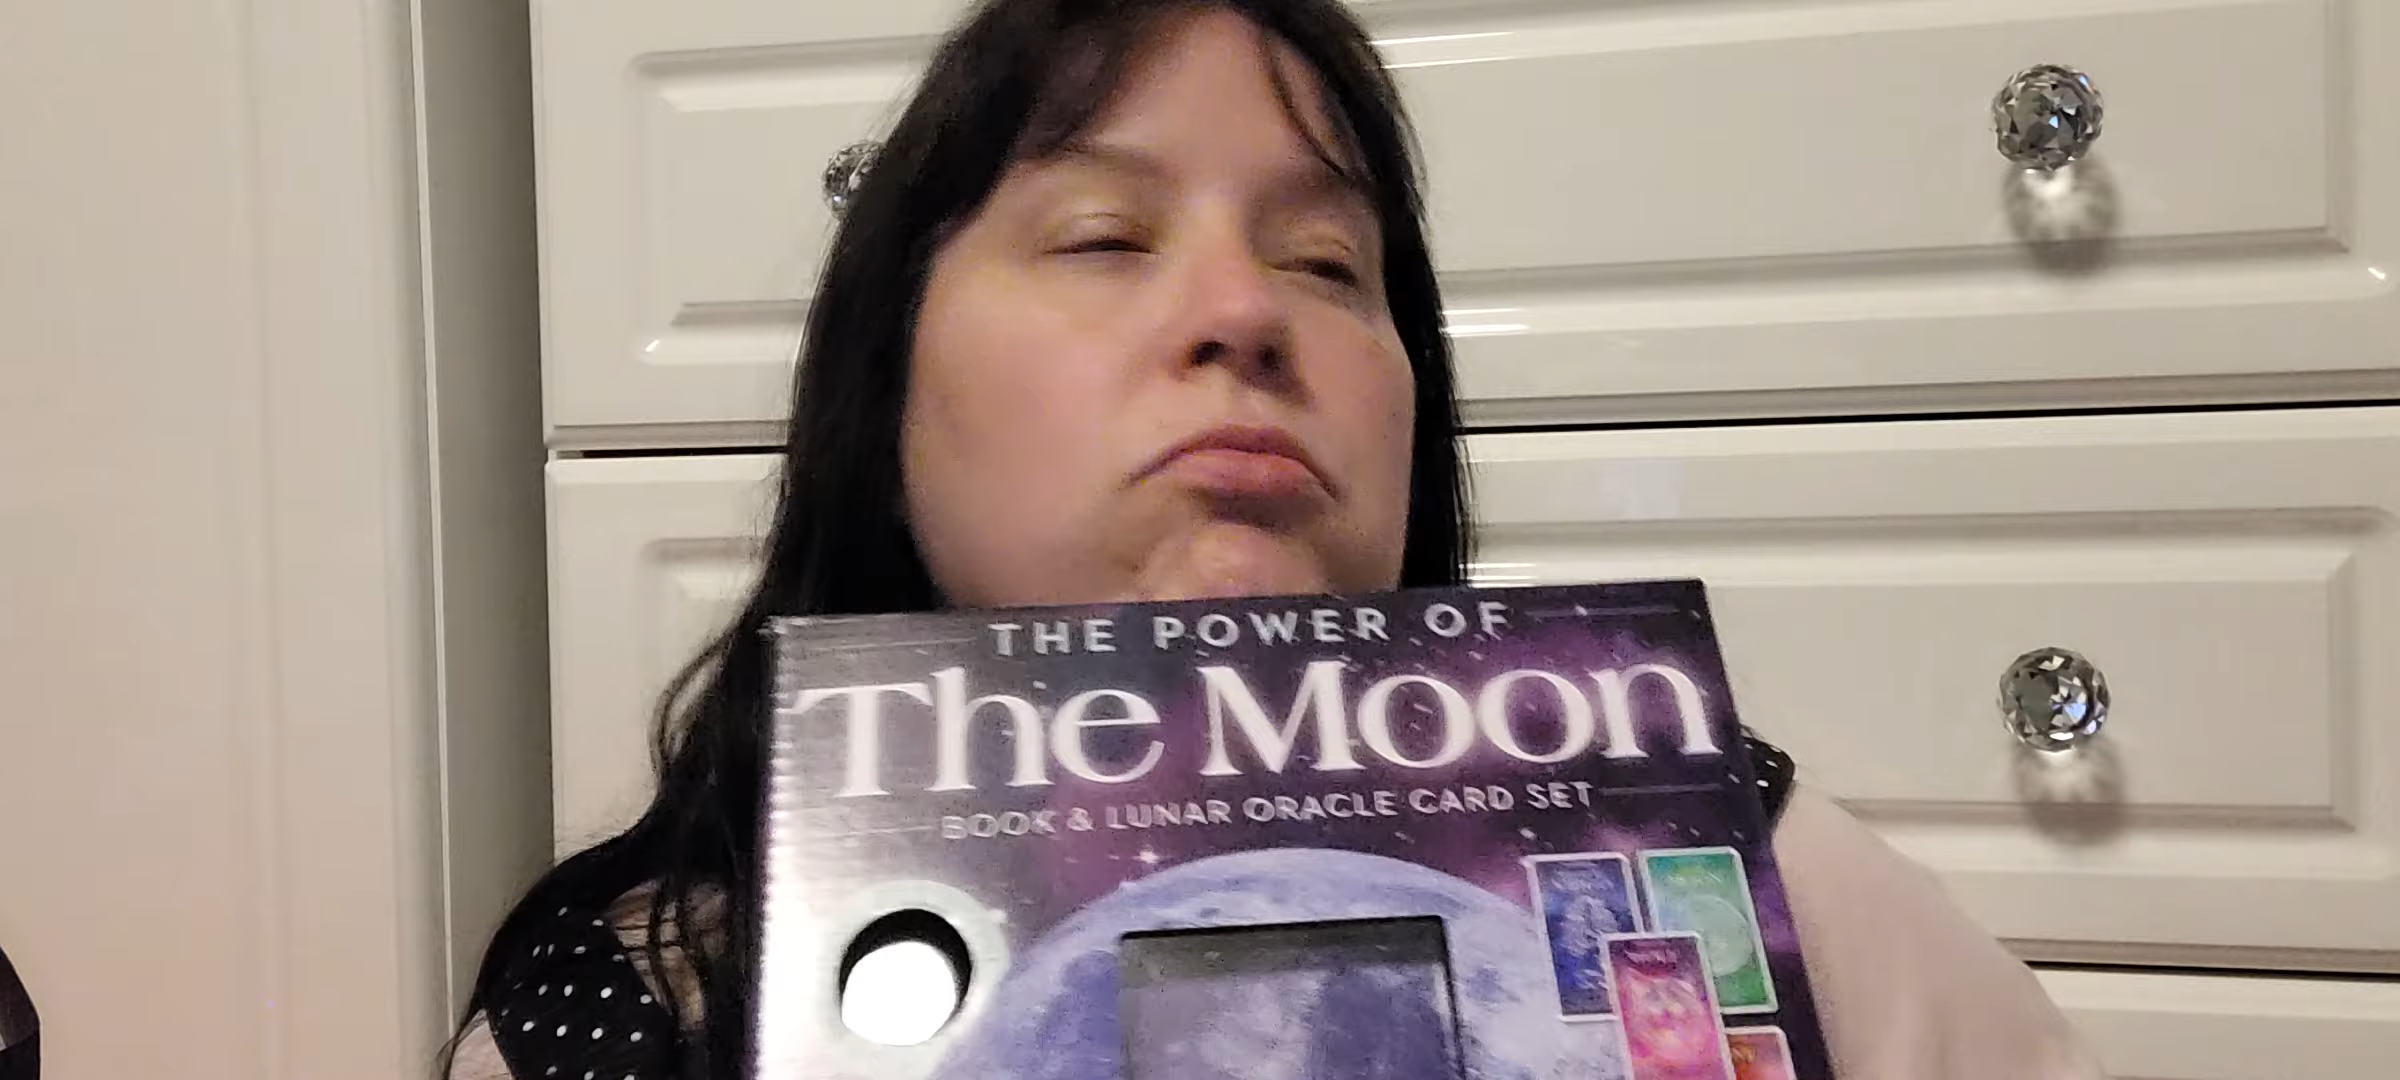 THE POWER OF
The Moon
BOOK & LUNAR ORACLE CARD SET